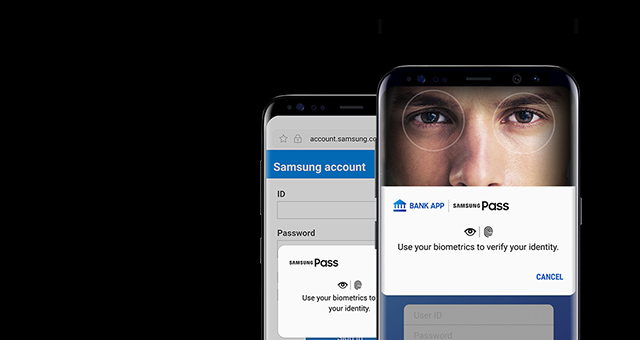 account.samsung.co
Samsung account
ID
Password
SAMSUNG Pass
Use your biometrics to
your identity.
BANK APP | SAMSUNG Pass
Use your biometrics to verify your identity.
CANCEL
User ID
Password